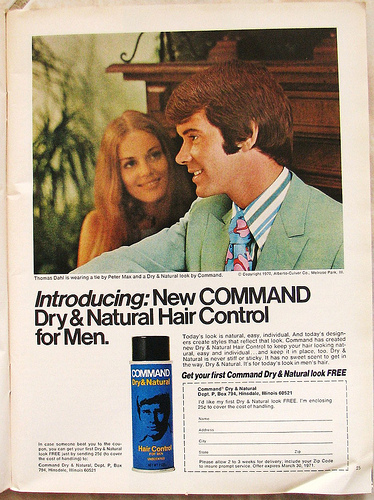 Thomas Dahl is wearing a tie by Peter Max and a Dry & Natural look by Command.
© Copyright 1970, Alberto-Culver Co., Melrose Park, Ill.
Introducing: New COMMAND
Dry & Natural Hair Control
for Men.
Today's look is natural, easy, individual. And today's design-
ers create styles that reflect that look. Command has created
new Dry & Natural Hair Control to keep your hair looking nat-
ural, easy and individual...and keep it in place, too. Dry &
Natural is never stiff or sticky. It has no sweet scent to get in
the way. Dry & Natural. It's for today's look in men's hair.
Get your first Command Dry & Natural look FREE
Command® Dry & Natural
Dept. P, Box 794, Hinsdale, Illinois 60521
I'd like my first Dry & Natural look FREE. I'm enclosing
25¢ to cover the cost of handling.
Name
Address
City
State Zip
Please allow 2 to 3 weeks for delivery. Include your Zip Code
to insure prompt service. Offer expires March 30, 1971.
COMMAND
Dry & Natural
Hair Control
FOR MEN
In case someone beat you to the cou-
pon, you can get your first Dry & Natural
look FREE just by sending 25¢ (to cover
the cost of handling) to:
Command Dry & Natural, Dept. P, Box
794, Hinsdale, Illinois 60521